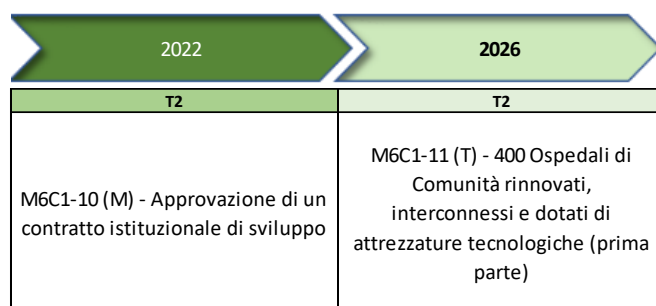 2022
2026
T2
T2
M6C1-10 (M) - Approvazione di un
contratto istituzionale di sviluppo
M6C1-11 (T) - 400 Ospedali di
Comunità rinnovati,
interconnessi e dotati di
attrezzature tecnologiche (prima
parte)